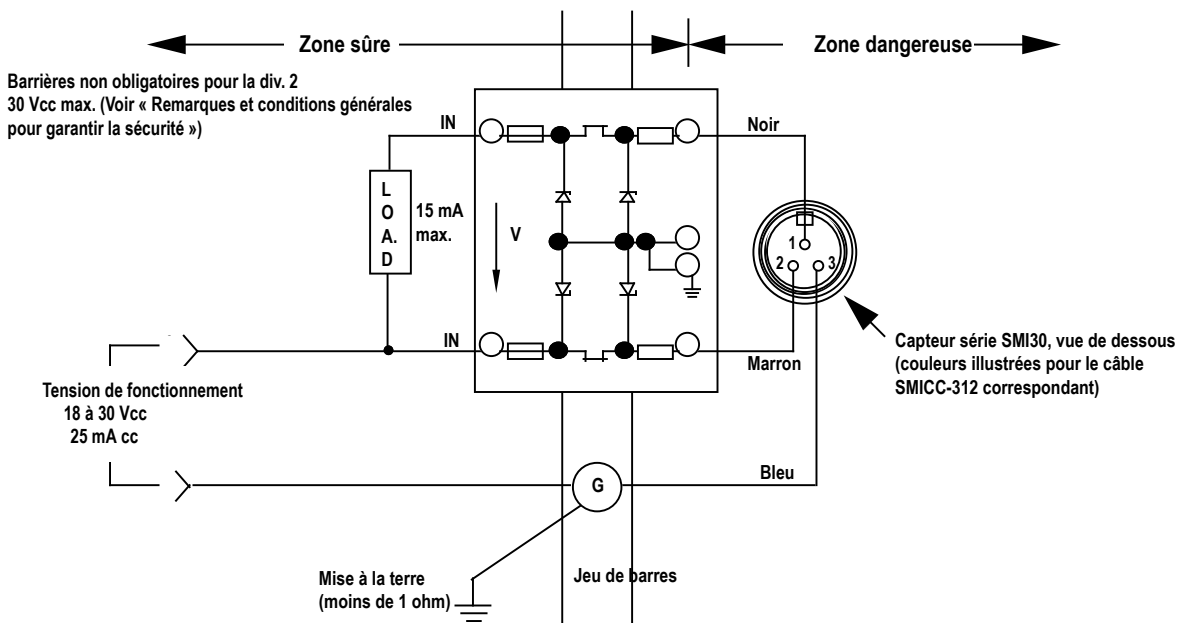 Zone sûre
Zone dangereuse
Barrières non obligatoires pour la div. 2
30 Vcc max. (Voir « Remarques et conditions générales
pour garantir la sécurité »)
IN
Noir
L
O
A.
D
15 mA
max.
V
1
2
3
IN
Marron
Capteur série SMI30, vue de dessous
(couleurs illustrées pour le câble
SMICC-312 correspondant)
Tension de fonctionnement
18 à 30 Vcc
25 mA cc
Bleu
G
Mise à la terre
(moins de 1 ohm)
Jeu de barres